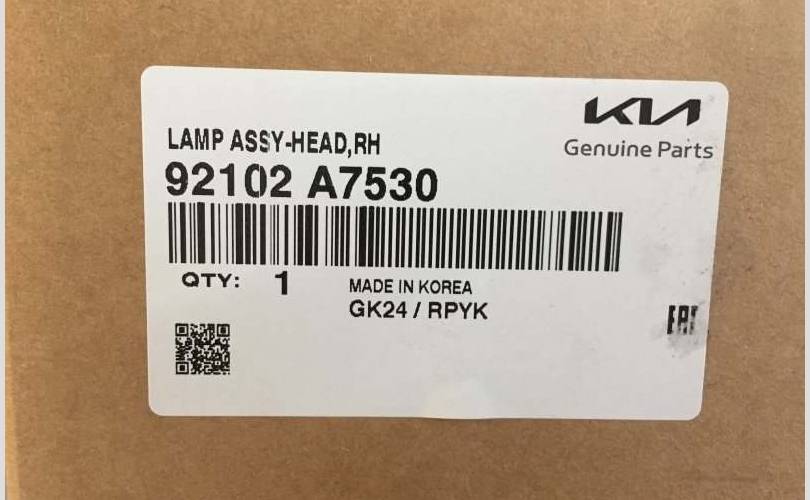 KIA
Genuine Parts
LAMP ASSY-HEAD,RH
92102 A7530
QTY: 1
MADE IN KOREA
GK24 / RPYK
EAC